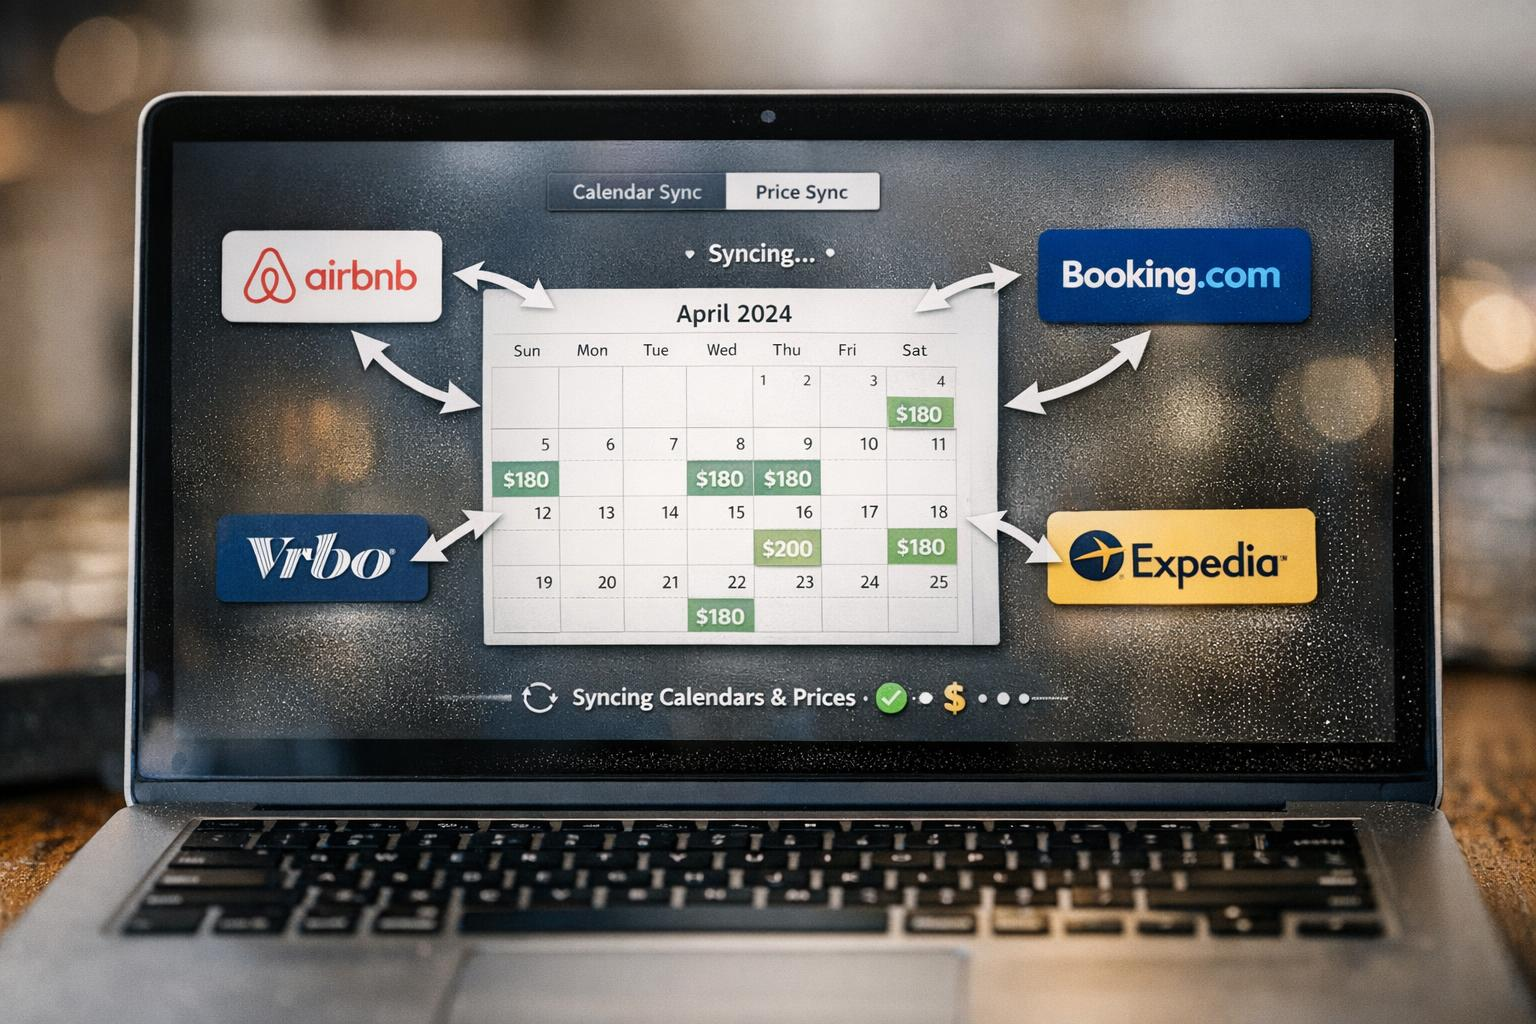 Calendar Sync Price Sync
Syncing...
airbnb
Booking.com
April 2024
Sun Mon Tue Wed Thu Fri Sat
1 2 3 4
$180
5 6 7 8 9 10 11
$180 $180 $180
12 13 14 15 16 17 18
$200 $180
19 20 21 22 23 24 25
$180
Vrbo
Expedia
Syncing Calendars & Prices
$